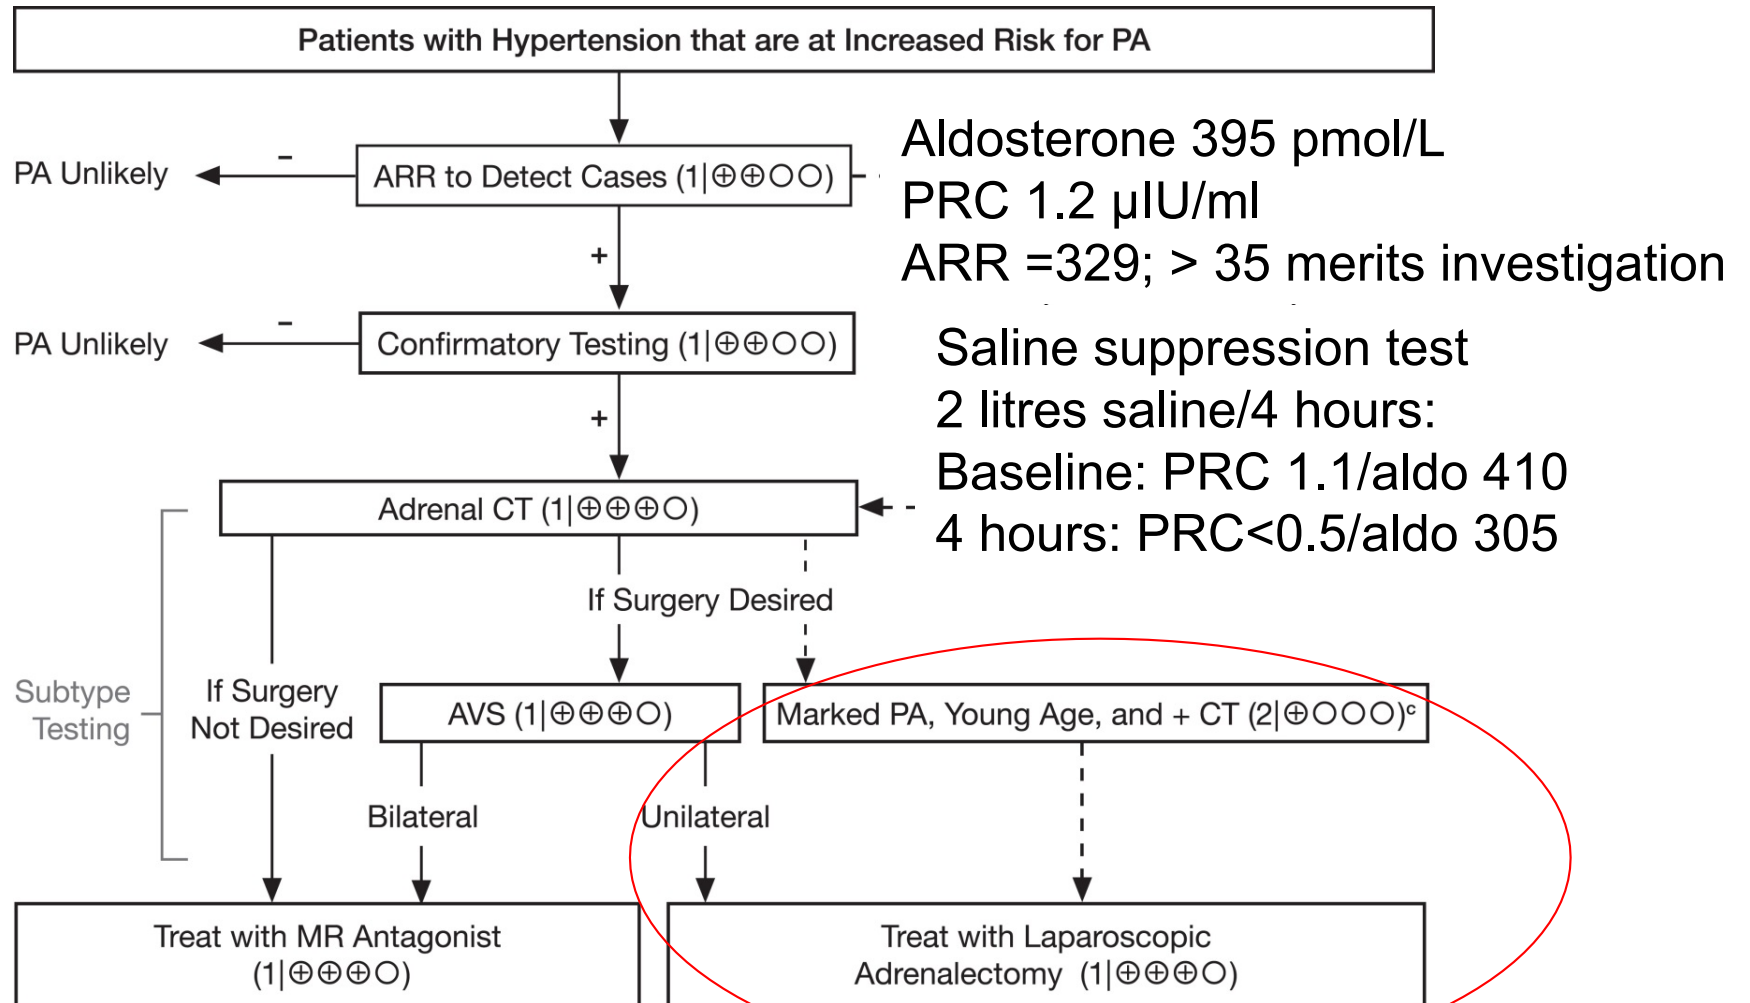 Patients with Hypertension that are at Increased Risk for PA
PA Unlikely
–
ARR to Detect Cases (1|⊕⊕○○)
Aldosterone 395 pmol/L
PRC 1.2 µIU/ml
ARR =329; > 35 merits investigation
+
PA Unlikely
–
Confirmatory Testing (1|⊕⊕○○)
Saline suppression test
2 litres saline/4 hours:
Baseline: PRC 1.1/aldo 410
4 hours: PRC<0.5/aldo 305
+
Adrenal CT (1|⊕⊕⊕○)
If Surgery Desired
Subtype
Testing
If Surgery
Not Desired
AVS (1|⊕⊕⊕○)
Marked PA, Young Age, and + CT (2|⊕○○○)ᶜ
Bilateral
Unilateral
Treat with MR Antagonist
(1|⊕⊕⊕○)
Treat with Laparoscopic
Adrenalectomy (1|⊕⊕⊕○)